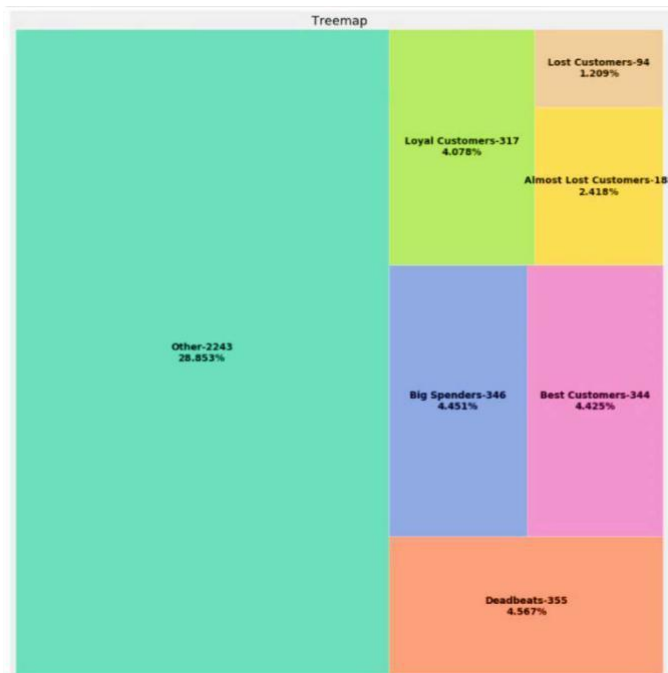 Treemap
Lost Customers-94
1.209%
Loyal Customers-317
4.078%
Almost Lost Customers-18
2.418%
Other-2243
28.853%
Big Spenders-346
4.451%
Best Customers-344
4.425%
Deadbeats-355
4.567%